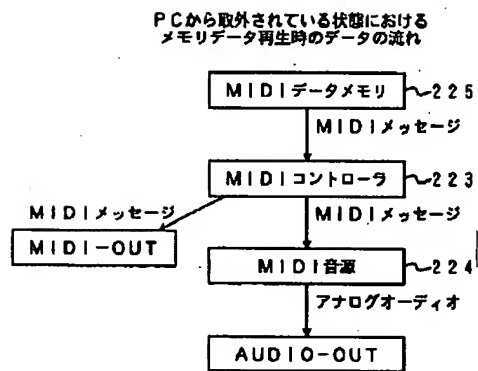 PCから取外されている状態における
メモリデータ再生時のデータの流れ
MIDIデータメモリ 225
MIDIメッセージ
MIDIコントローラ 223
MIDIメッセージ
MIDIメッセージ
MIDI-OUT
MIDI音源 224
アナログオーディオ
AUDIO-OUT